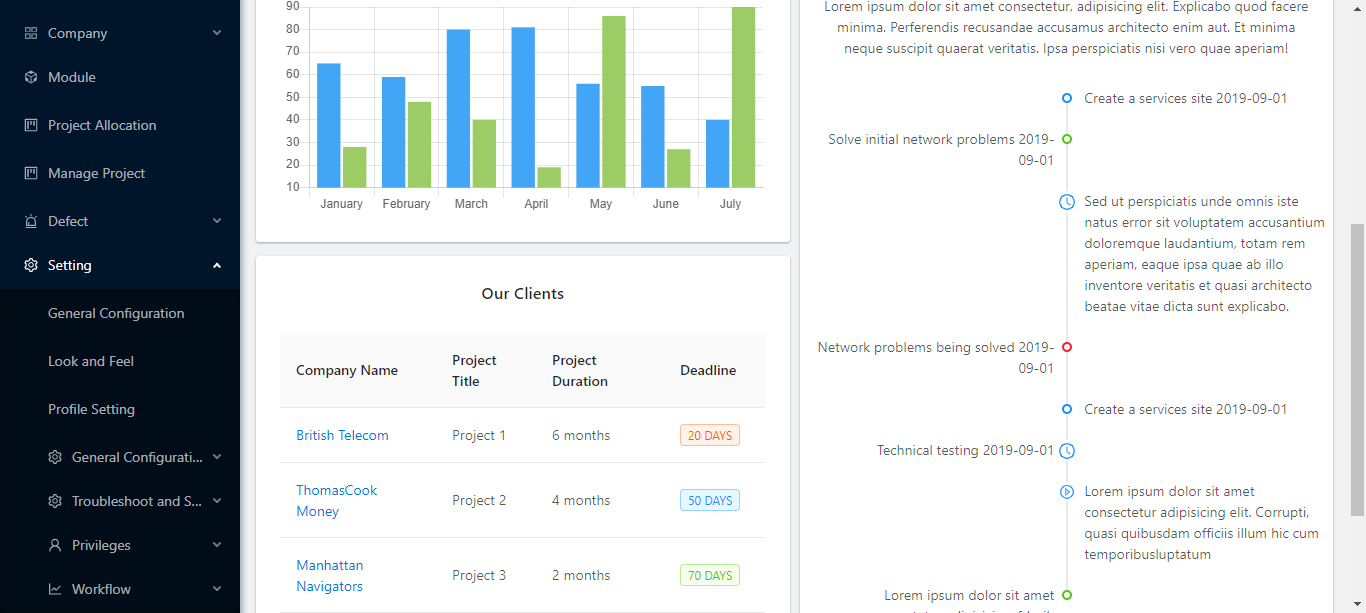 Company
Module
Project Allocation
Manage Project
Defect
Setting
General Configuration
Look and Feel
Profile Setting
General Configurati...
Troubleshoot and S...
Privileges
Workflow
90
80
70
60
50
40
30
20
10
January February March April May June July
Our Clients
Company Name Project Title Project Duration Deadline
British Telecom Project 1 6 months 20 DAYS
ThomasCook
Money Project 2 4 months 50 DAYS
Manhattan
Navigators Project 3 2 months 70 DAYS
Lorem ipsum dolor sit amet consectetur, adipisicing elit. Explicabo quod facere
minima. Perferendis recusandae accusamus architecto enim aut. Et minima
neque suscipit quaerat veritatis. Ipsa perspiciatis nisi vero quae aperiam!
Create a services site 2019-09-01
Solve initial network problems 2019-
09-01
Sed ut perspiciatis unde omnis iste
natus error sit voluptatem accusantium
doloremque laudantium, totam rem
aperiam, eaque ipsa quae ab illo
inventore veritatis et quasi architecto
beatae vitae dicta sunt explicabo.
Network problems being solved 2019-
09-01
Create a services site 2019-09-01
Technical testing 2019-09-01
Lorem ipsum dolor sit amet
consectetur adipisicing elit. Corrupti,
quasi quibusdam officiis illum hic cum
temporibusluptatum
Lorem ipsum dolor sit amet